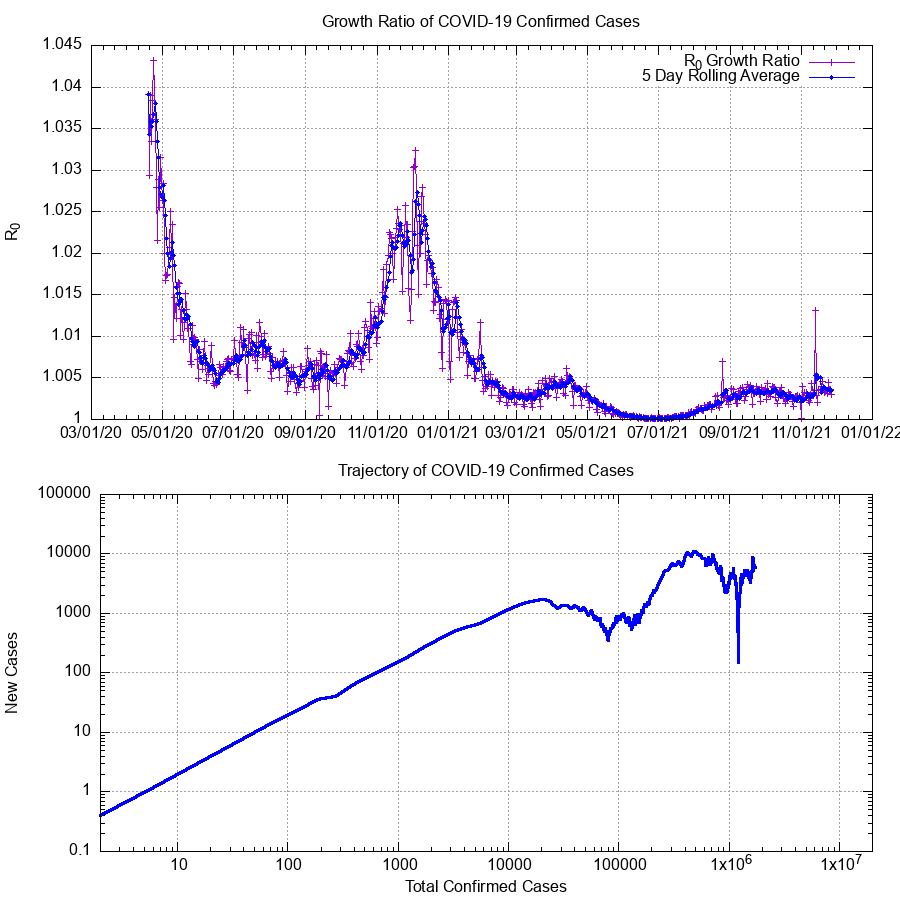 Growth Ratio of COVID-19 Confirmed Cases
1.045
1.04
1.035
1.03
1.025
1.02
1.015
1.01
1.005
1
R0
R0 Growth Ratio
5 Day Rolling Average
03/01/20 05/01/20 07/01/20 09/01/20 11/01/20 01/01/21 03/01/21 05/01/21 07/01/21 09/01/21 11/01/21 01/01/22
Trajectory of COVID-19 Confirmed Cases
100000
10000
1000
100
10
1
0.1
New Cases
10 100 1000 10000 100000 1x10^6 1x10^7
Total Confirmed Cases